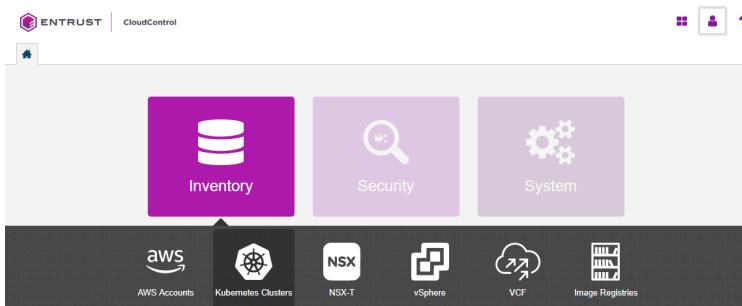 ENTRUST CloudControl
Inventory Security System
aws NSX
AWS Accounts Kubernetes Clusters NSX-T vSphere VCF Image Registries